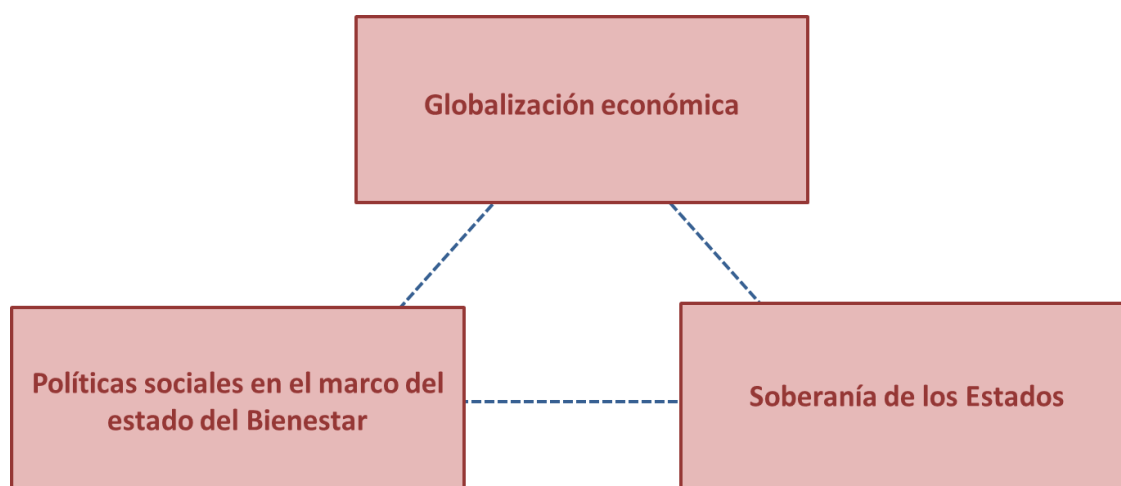 Globalización económica
Políticas sociales en el marco del
estado del Bienestar
Soberanía de los Estados